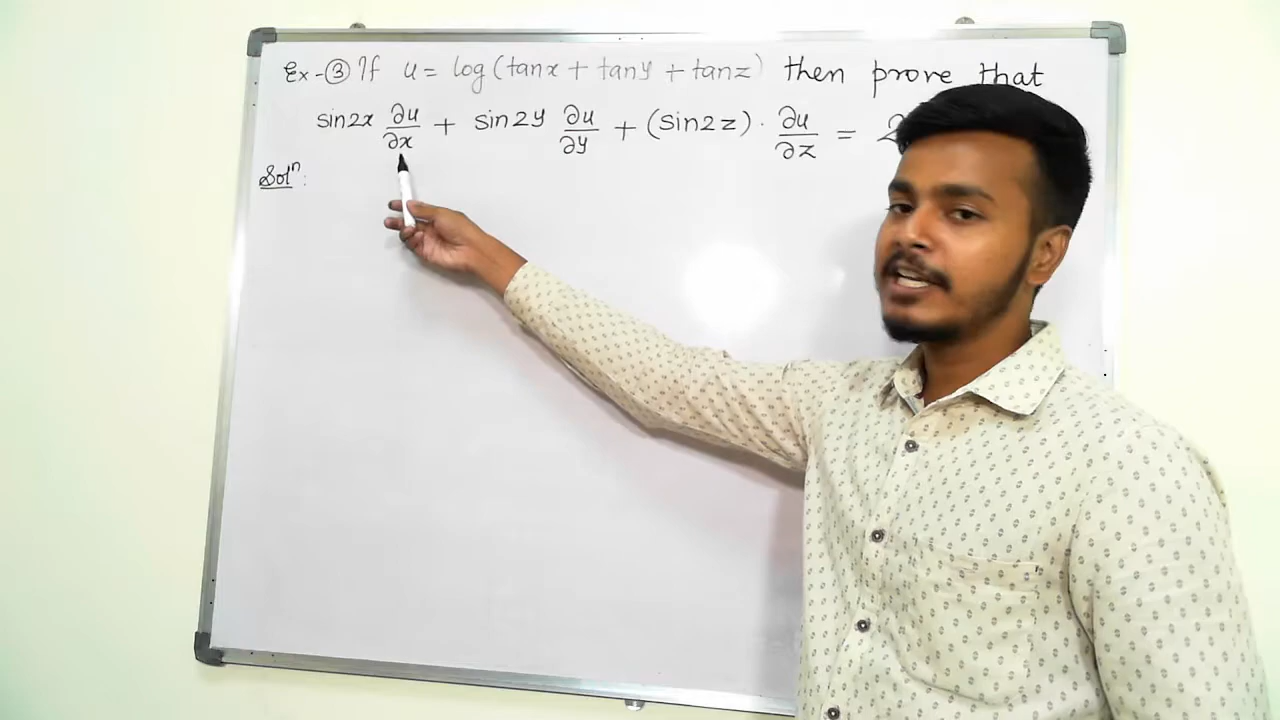 Ex-③ If u = log(tanx + tany + tanz) then prove that
sin2x ∂u/∂x + sin2y ∂u/∂y + (sin2z) · ∂u/∂z = 2
Solⁿ: